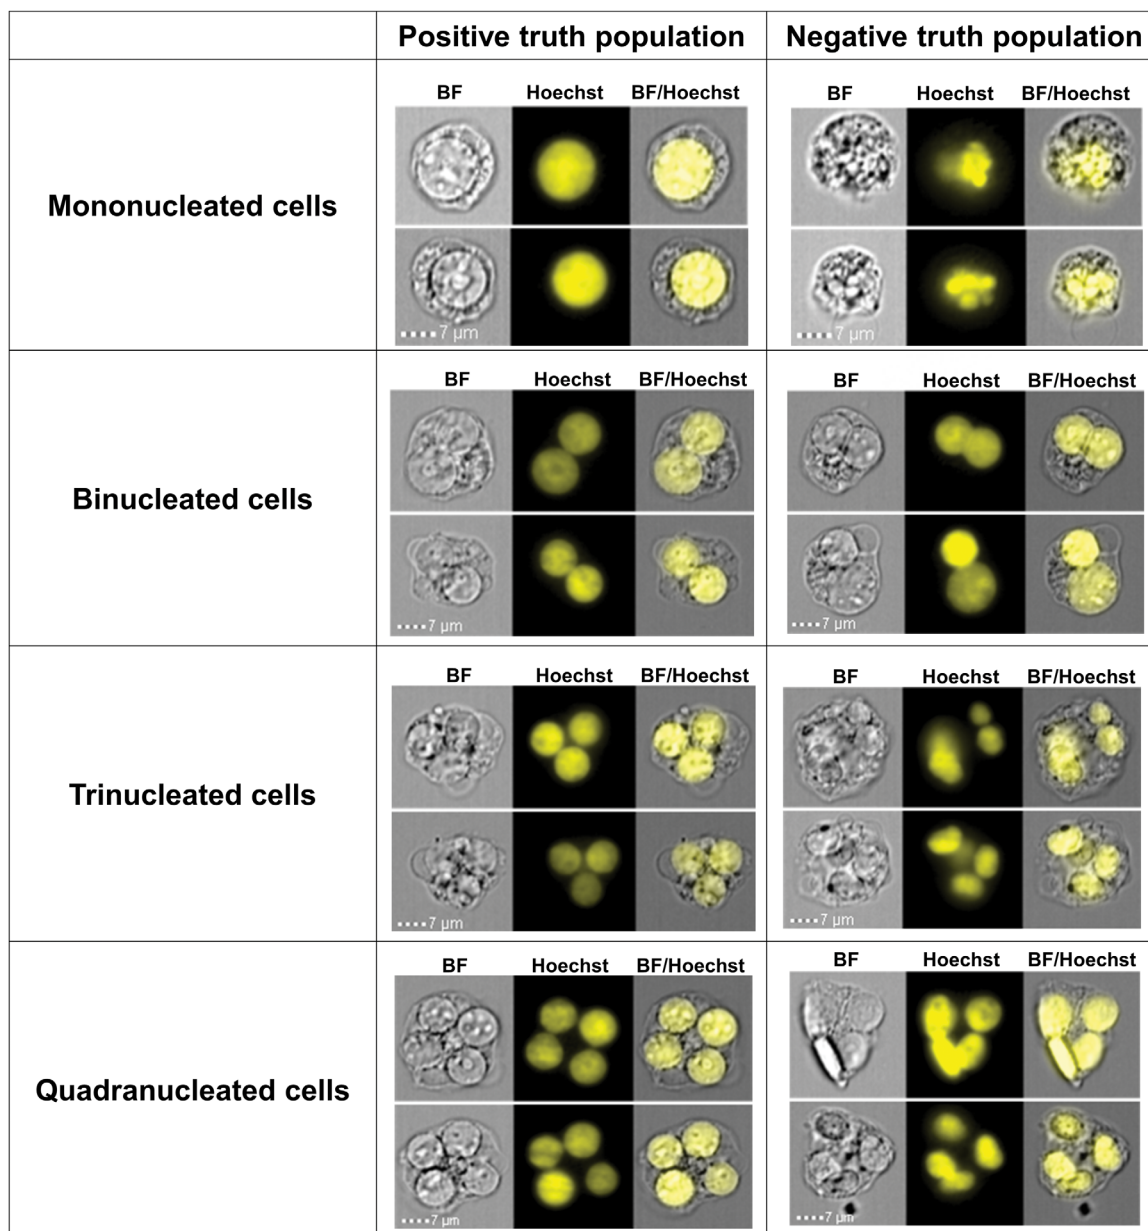 Positive truth population Negative truth population
Mononucleated cells
BF Hoechst BF/Hoechst
7 µm
BF Hoechst BF/Hoechst
7 µm
Binucleated cells
BF Hoechst BF/Hoechst
7 µm
BF Hoechst BF/Hoechst
7 µm
Trinucleated cells
BF Hoechst BF/Hoechst
7 µm
BF Hoechst BF/Hoechst
7 µm
Quadranucleated cells
BF Hoechst BF/Hoechst
7 µm
BF Hoechst BF/Hoechst
7 µm